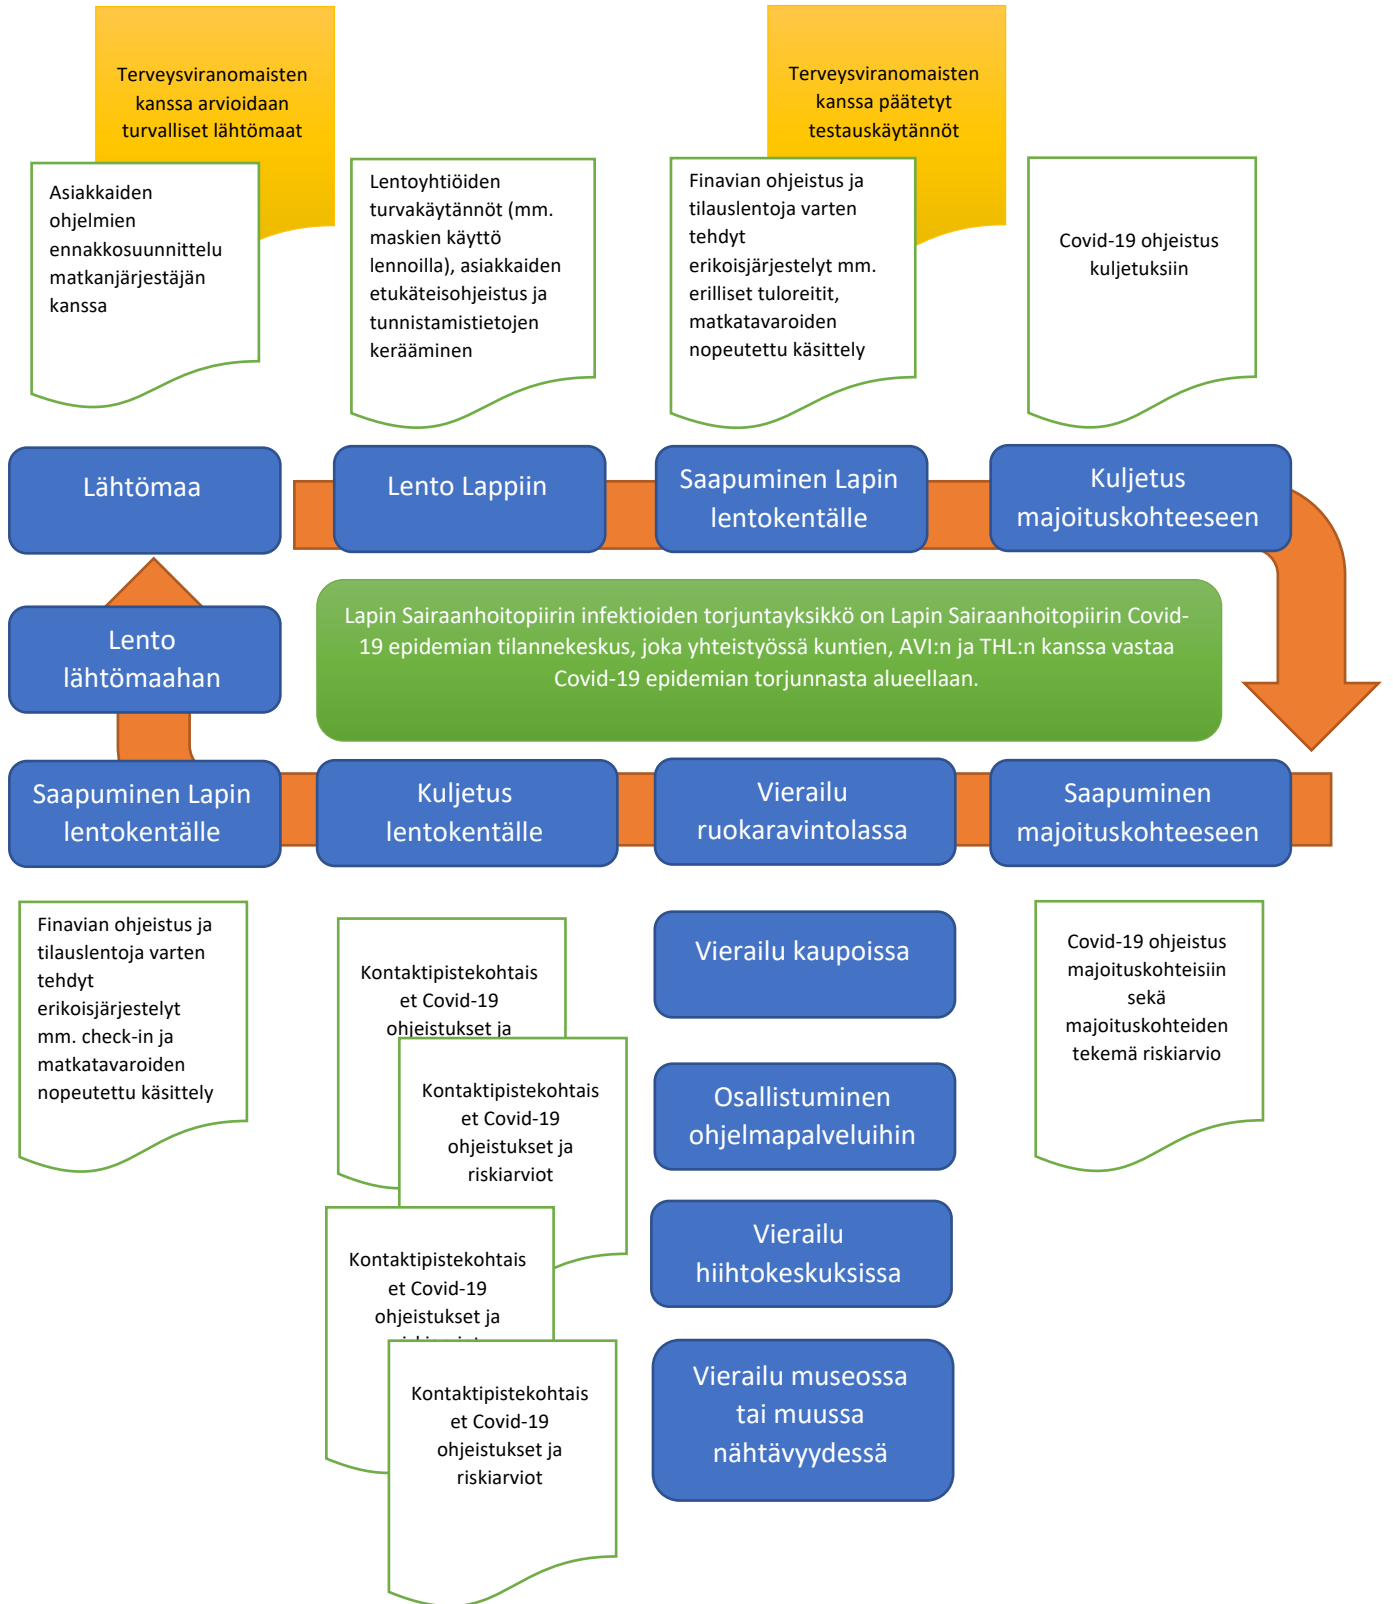 Terveysviranomaisten
kanssa arvioidaan
turvalliset lähtömaat
Terveysviranomaisten
kanssa päätetyt
testauskäytännöt
Asiakkaiden
ohjelmien
ennakkosuunnittelu
matkanjärjestäjän
kanssa
Lentoyhtiöiden
turvakäytännöt (mm.
maskien käyttö
lennoilla), asiakkaiden
etukäteisohjeistus ja
tunnistamistietojen
kerääminen
Finavian ohjeistus ja
tilauslentoja varten
tehdyt
erikoisjärjestelyt mm.
erilliset tuloreitit,
matkatavaroiden
nopeutettu käsittely
Covid-19 ohjeistus
kuljetuksiin
Lähtömaa
Lento Lappiin
Saapuminen Lapin
lentokentälle
Kuljetus
majoituskohteeseen
Lento
lähtömaahan
Lapin Sairaanhoitopiirin infektioiden torjuntayksikkö on Lapin Sairaanhoitopiirin Covid-
19 epidemian tilannekeskus, joka yhteistyössä kuntien, AVI:n ja THL:n kanssa vastaa
Covid-19 epidemian torjunnasta alueellaan.
Saapuminen Lapin
lentokentälle
Kuljetus
lentokentälle
Vierailu
ruokaravintolassa
Saapuminen
majoituskohteeseen
Finavian ohjeistus ja
tilauslentoja varten
tehdyt
erikoisjärjestelyt
mm. check-in ja
matkatavaroiden
nopeutettu käsittely
Kontaktipistekohtais
et Covid-19
ohjeistukset ja
Kontaktipistekohtais
et Covid-19
ohjeistukset ja
riskiarviot
Kontaktipistekohtais
et Covid-19
ohjeistukset ja
Kontaktipistekohtais
et Covid-19
ohjeistukset ja
riskiarviot
Vierailu kaupoissa
Osallistuminen
ohjelmapalveluihin
Vierailu
hiihtokeskuksissa
Vierailu museossa
tai muussa
nähtävyydessä
Covid-19 ohjeistus
majoituskohteisiin
sekä
majoituskohteiden
tekemä riskiarvio